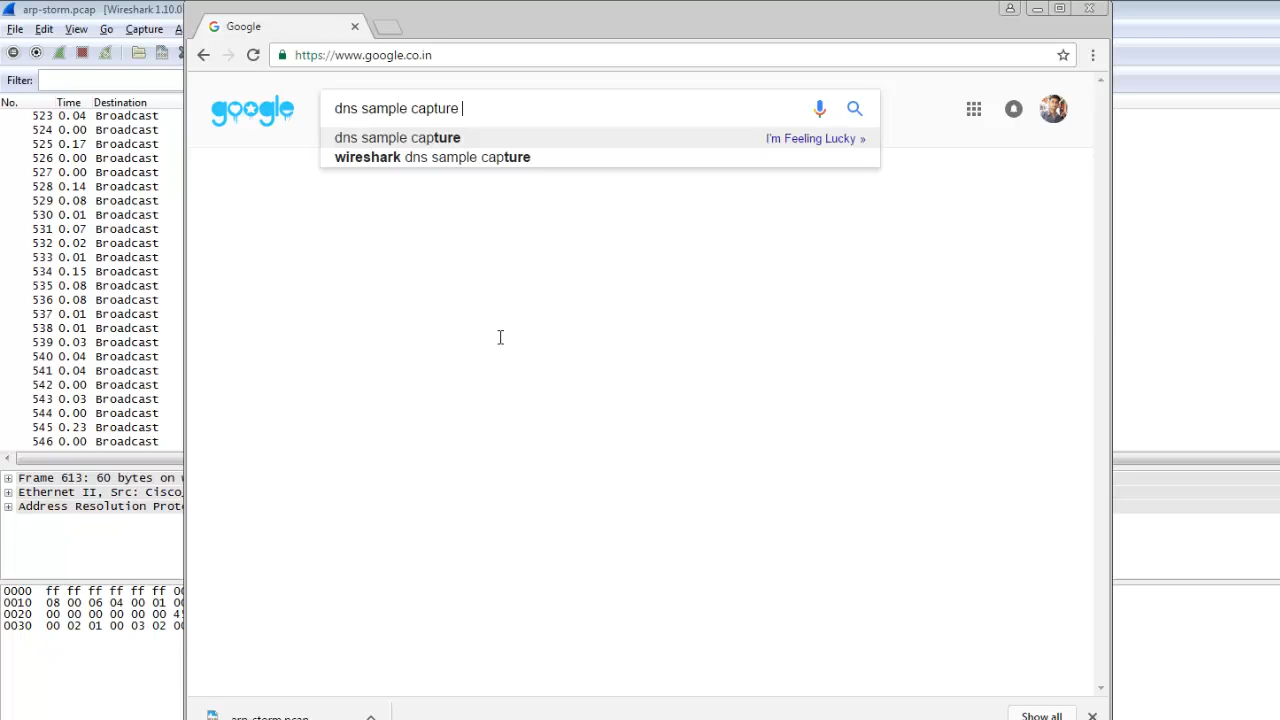 arp-storm.pcap [Wireshark 1.10.0
File Edit View Go Capture A
Filter:
No. Time Destination
523 0.04 Broadcast
524 0.00 Broadcast
525 0.17 Broadcast
526 0.00 Broadcast
527 0.00 Broadcast
528 0.14 Broadcast
529 0.08 Broadcast
530 0.01 Broadcast
531 0.07 Broadcast
532 0.02 Broadcast
533 0.01 Broadcast
534 0.15 Broadcast
535 0.08 Broadcast
536 0.08 Broadcast
537 0.01 Broadcast
538 0.01 Broadcast
539 0.03 Broadcast
540 0.04 Broadcast
541 0.04 Broadcast
542 0.00 Broadcast
543 0.03 Broadcast
544 0.00 Broadcast
545 0.23 Broadcast
546 0.00 Broadcast
Frame 613: 60 bytes on
Ethernet II, Src: Cisco_
Address Resolution Proto
0000 ff ff ff ff ff ff 00
0010 08 00 06 04 00 01 00
0020 00 00 00 00 00 00 45
0030 00 02 01 00 03 02 00
Google
https://www.google.co.in
google
dns sample capture
dns sample capture
I'm Feeling Lucky »
wireshark dns sample capture
arp-storm.pcap
Show all